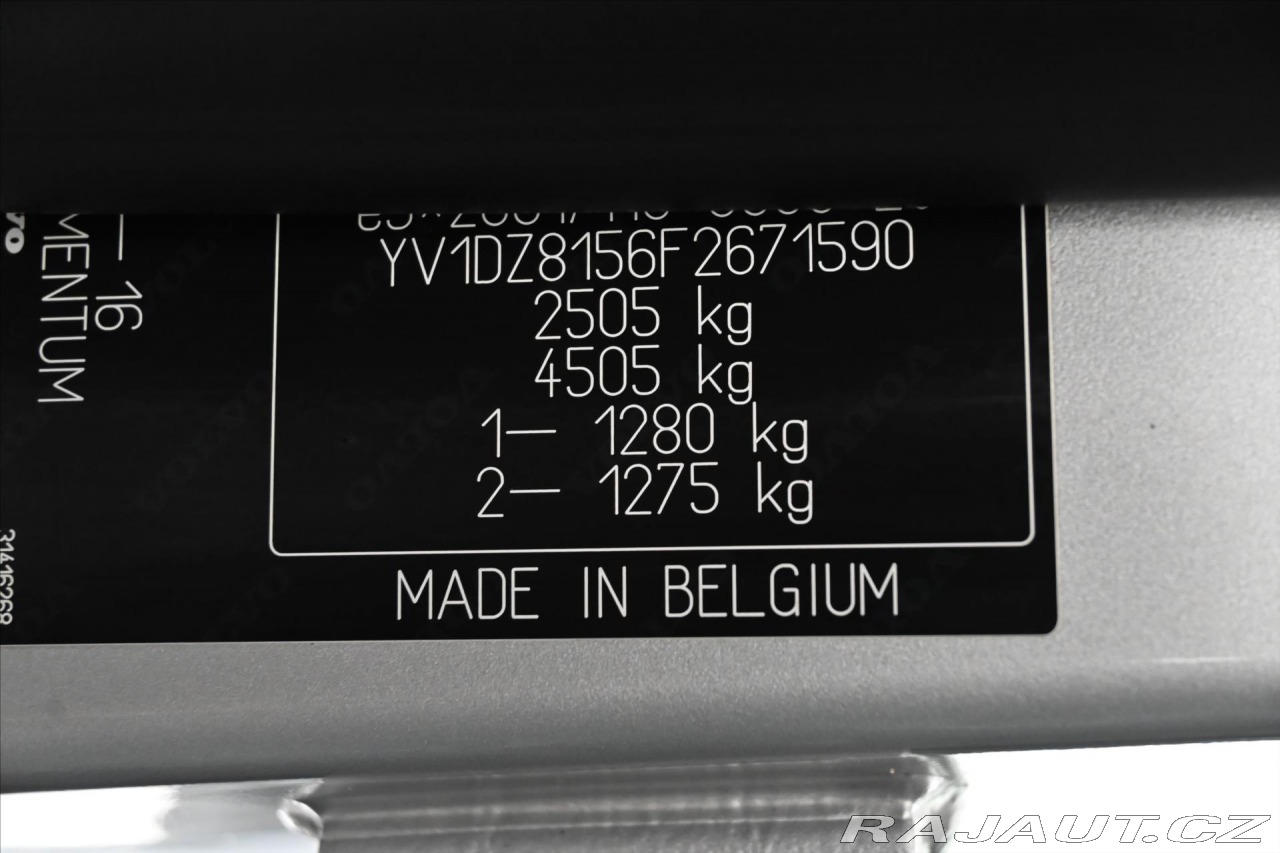 YV1DZ8156F2671590
2505 kg
4505 kg
1– 1280 kg
2– 1275 kg
MADE IN BELGIUM
— 16
MENTUM
RAJAUT.CZ